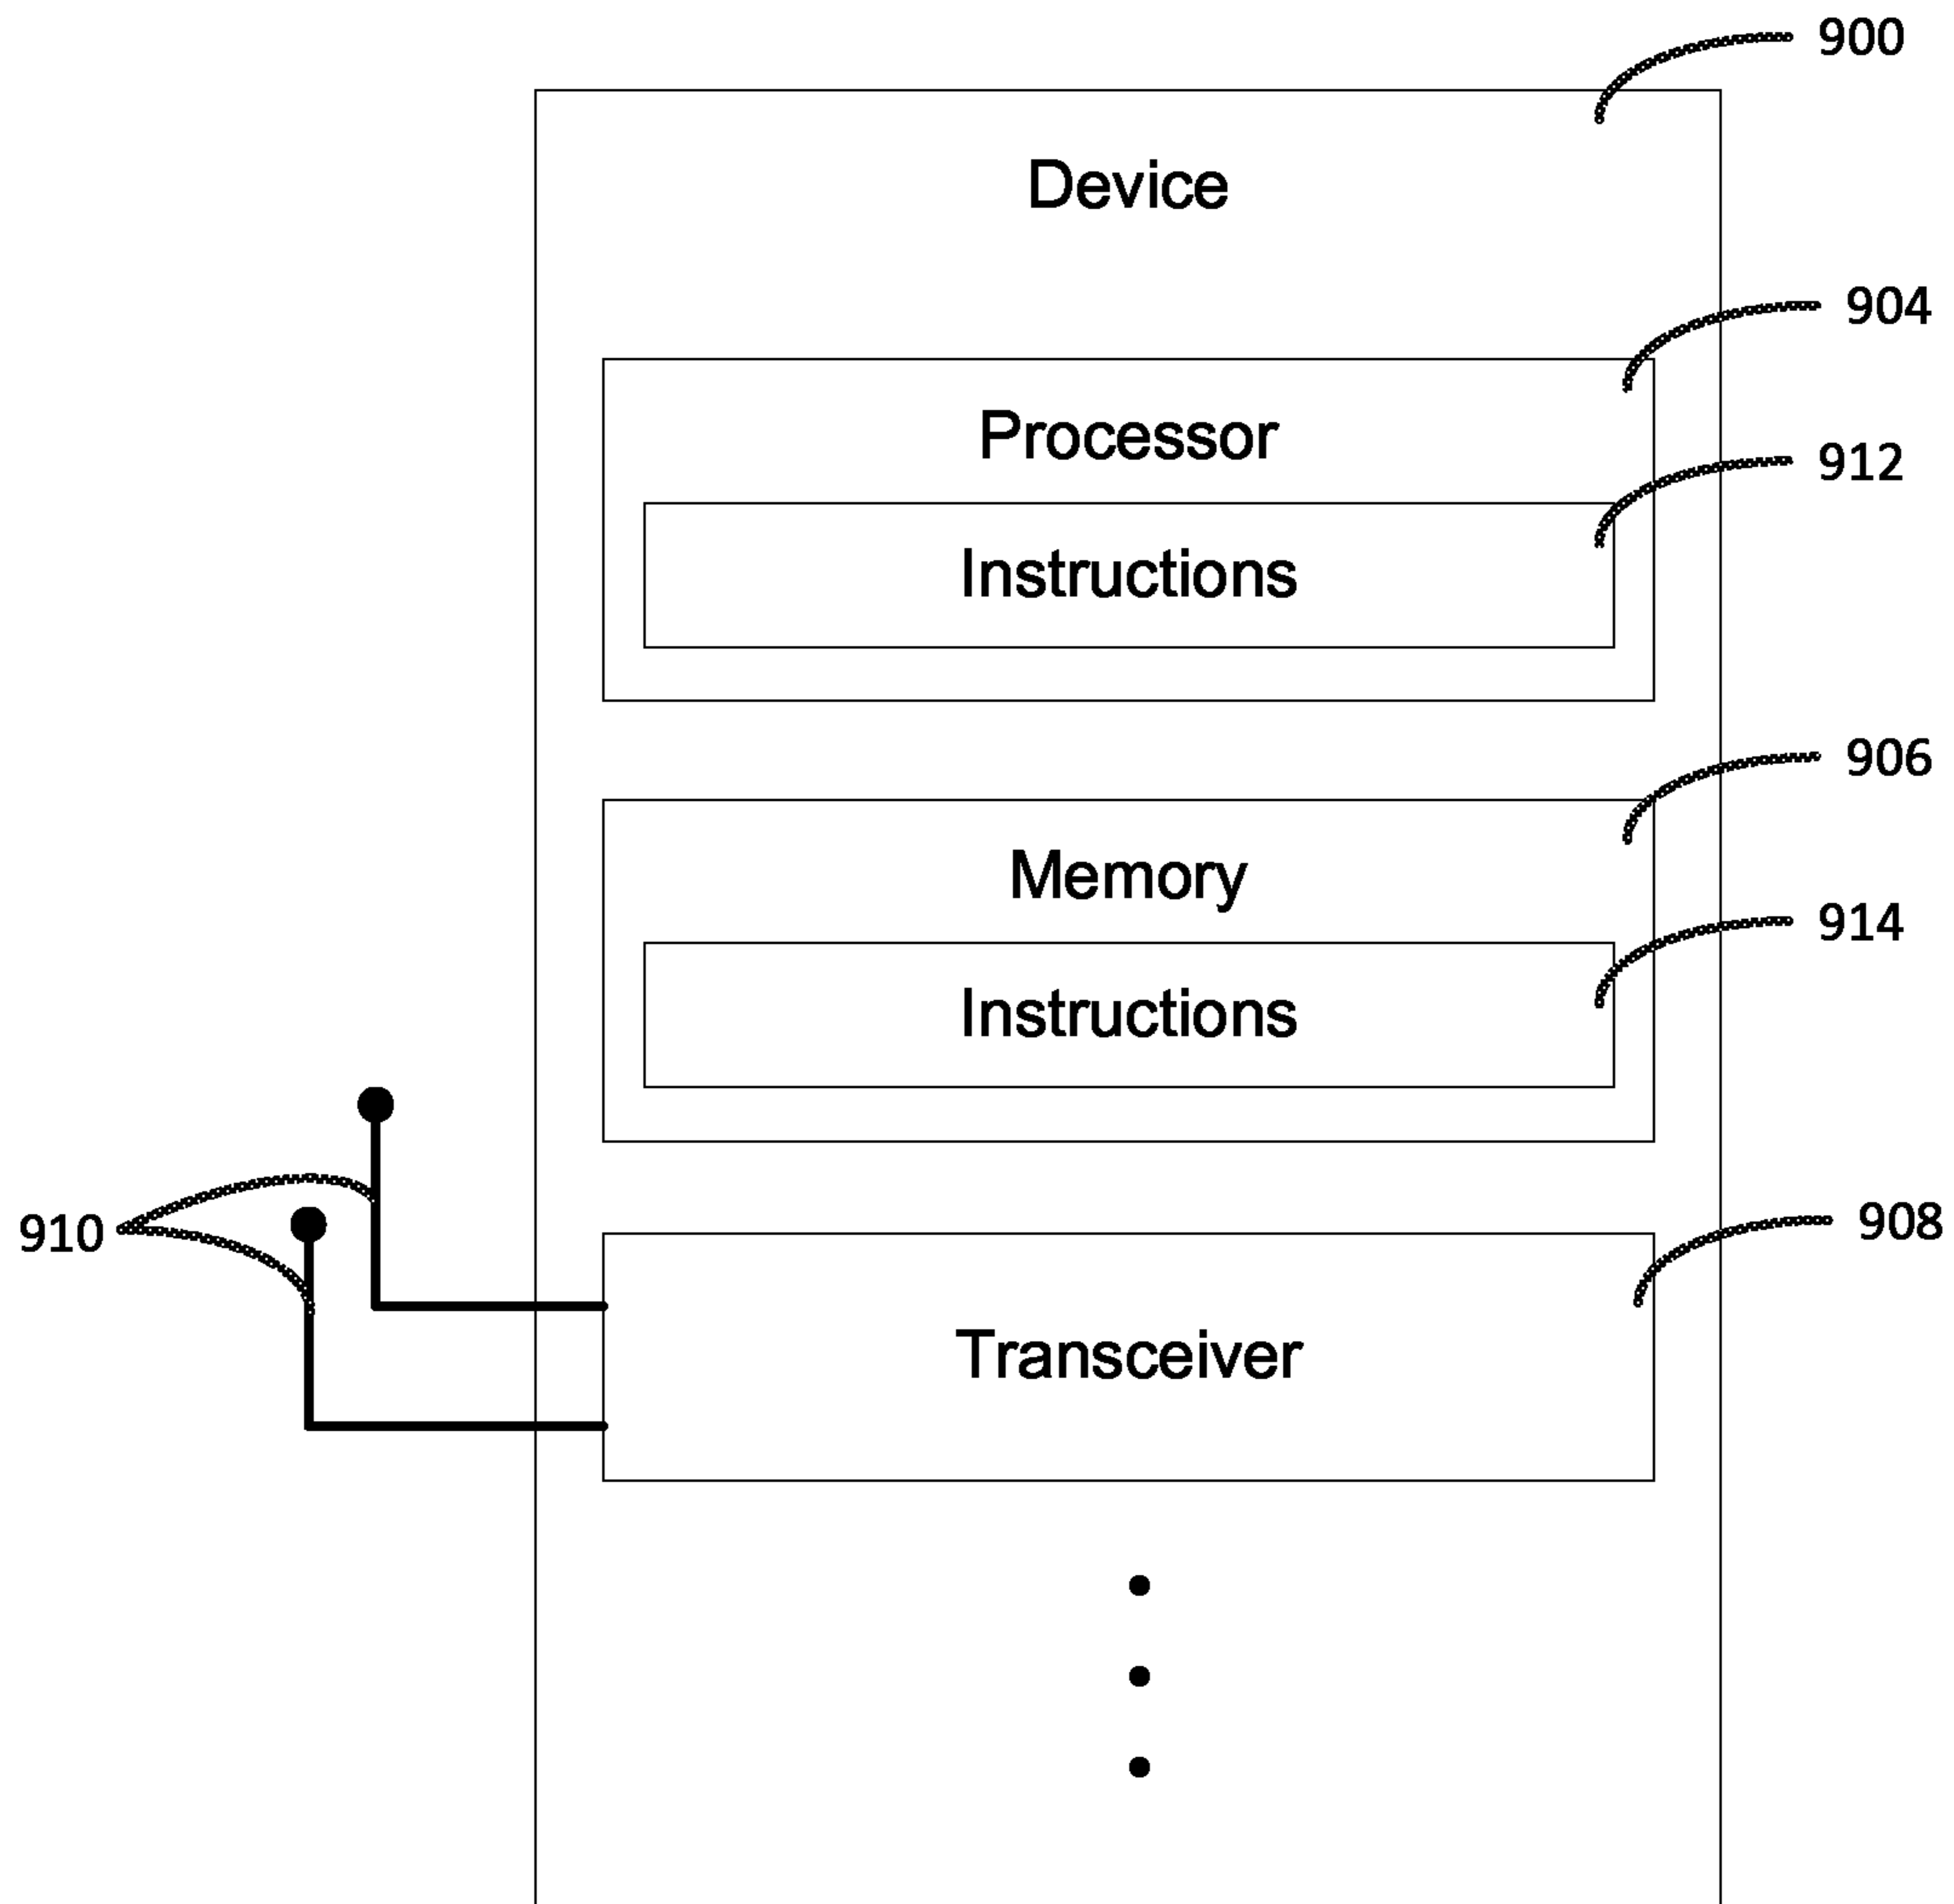 900
Device
904
Processor
912
Instructions
906
Memory
914
Instructions
910
908
Transceiver